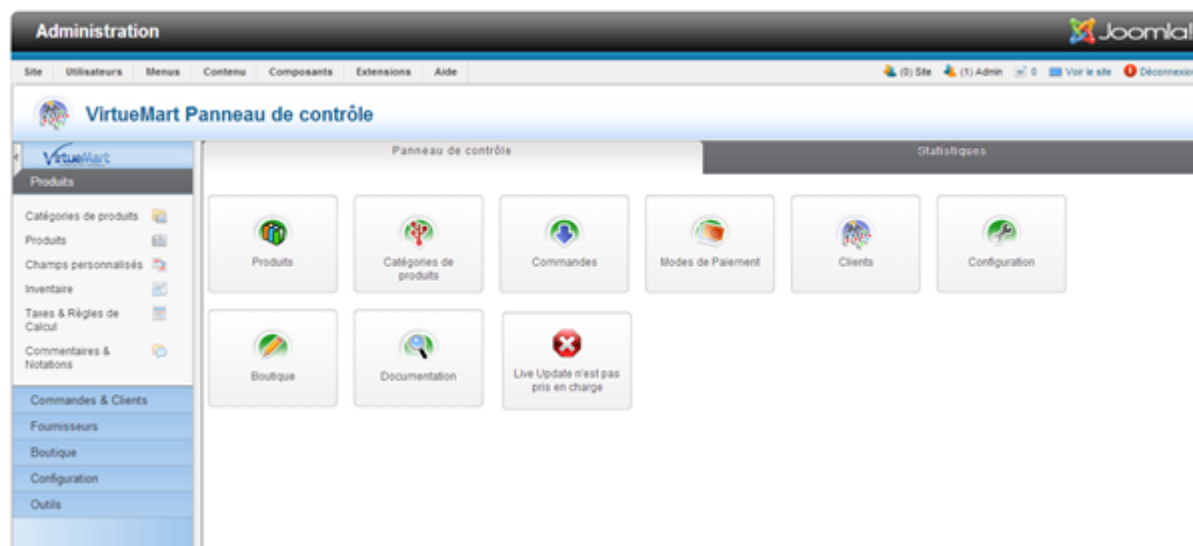 Administration
Joomla!
Site Utilisateurs Menus Contenu Composants Extensions Aide
(0) Site (1) Admin 0 Voir le site Déconnexion
VirtueMart Panneau de contrôle
VirtueMart
Panneau de contrôle
Statistiques
Produits
Catégories de produits
Produits
Champs personnalisés
Inventaire
Taxes & Règles de
Calcul
Commentaires &
Notations
Commandes & Clients
Fournisseurs
Boutique
Configuration
Outils
Produits
Catégories de
produits
Commandes
Modes de Paiement
Clients
Configuration
Boutique
Documentation
Live Update n'est pas
pris en charge